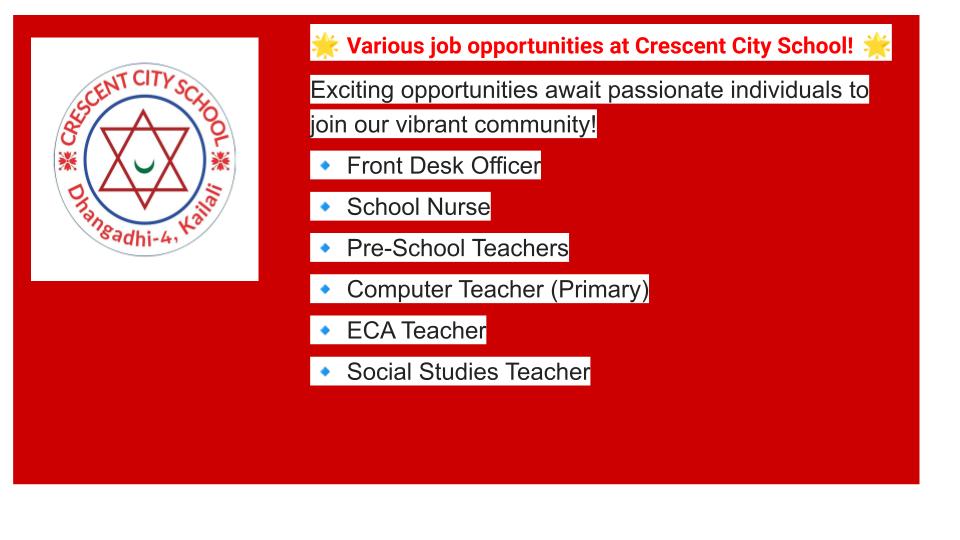 CRESCENT CITY SCHOOL
Dhangadhi-4, Kailali
🌟 Various job opportunities at Crescent City School! 🌟
Exciting opportunities await passionate individuals to
join our vibrant community!
🔹 Front Desk Officer
🔹 School Nurse
🔹 Pre-School Teachers
🔹 Computer Teacher (Primary)
🔹 ECA Teacher
🔹 Social Studies Teacher